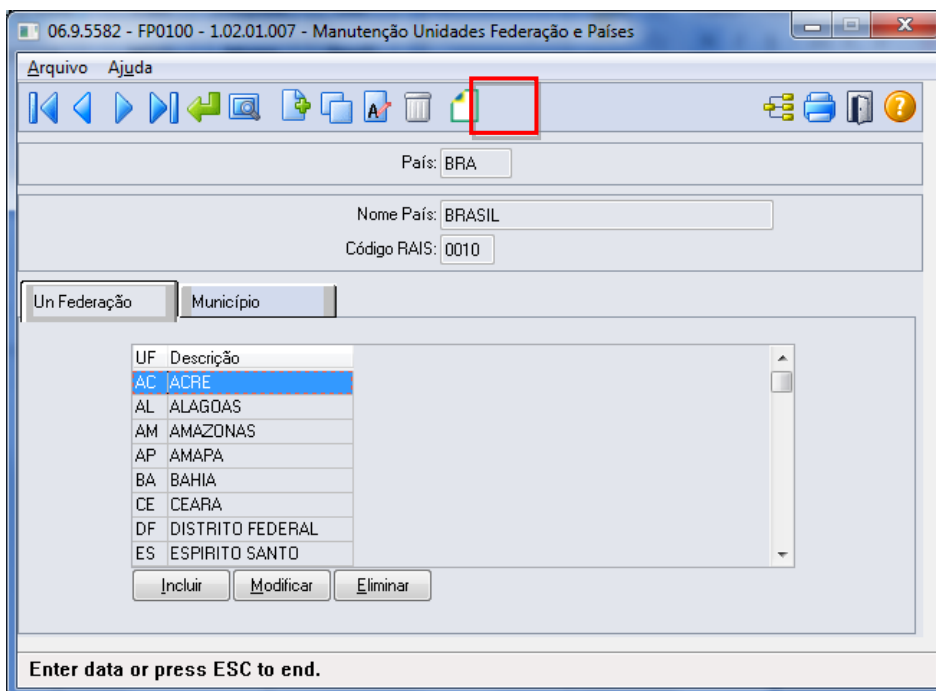 06.9.5582 - FP0100 - 1.02.01.007 - Manutenção Unidades Federação e Países
Arquivo Ajuda
País: BRA
Nome País: BRASIL
Código RAIS: 0010
Un Federação Município
UF Descrição
AC ACRE
AL ALAGOAS
AM AMAZONAS
AP AMAPA
BA BAHIA
CE CEARA
DF DISTRITO FEDERAL
ES ESPIRITO SANTO
Incluir Modificar Eliminar
Enter data or press ESC to end.